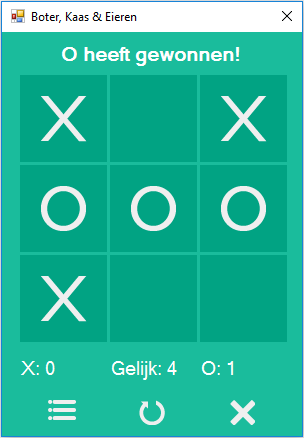 Boter, Kaas & Eieren
O heeft gewonnen!
X X
O O O
X
X: 0 Gelijk: 4 O: 1